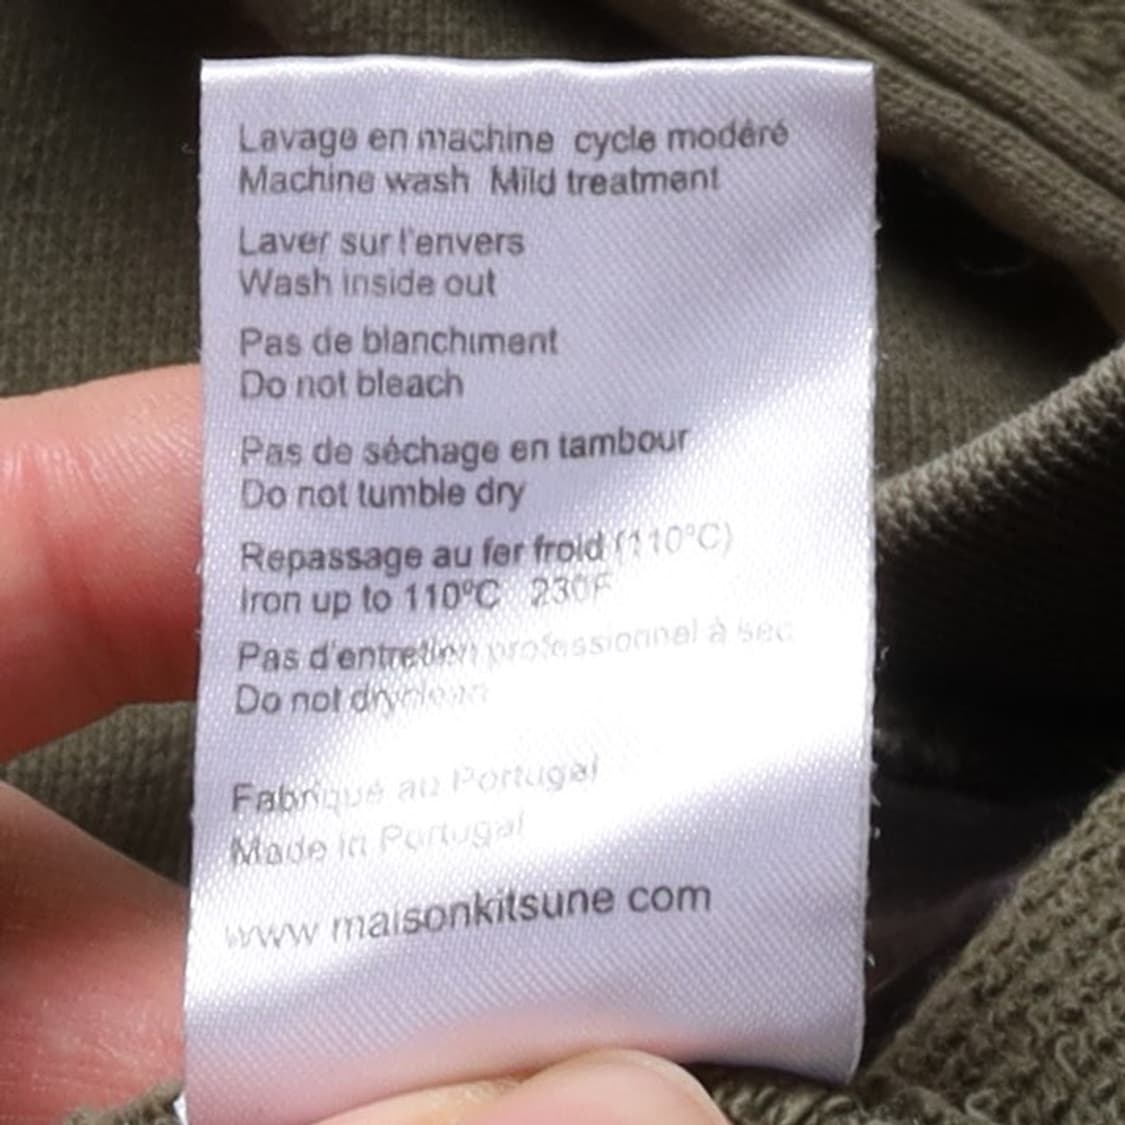 Lavage en machine cycle modéré
Machine wash Mild treatment
Laver sur l'envers
Wash inside out
Pas de blanchiment
Do not bleach
Pas de séchage en tambour
Do not tumble dry
Repassage au fer froid (110°C)
Iron up to 110ºC 230F
Pas d'entretien professionnel à sec
Do not dryclean
Fabriqué au Portugal
Made in Portugal
www maisonkitsune com